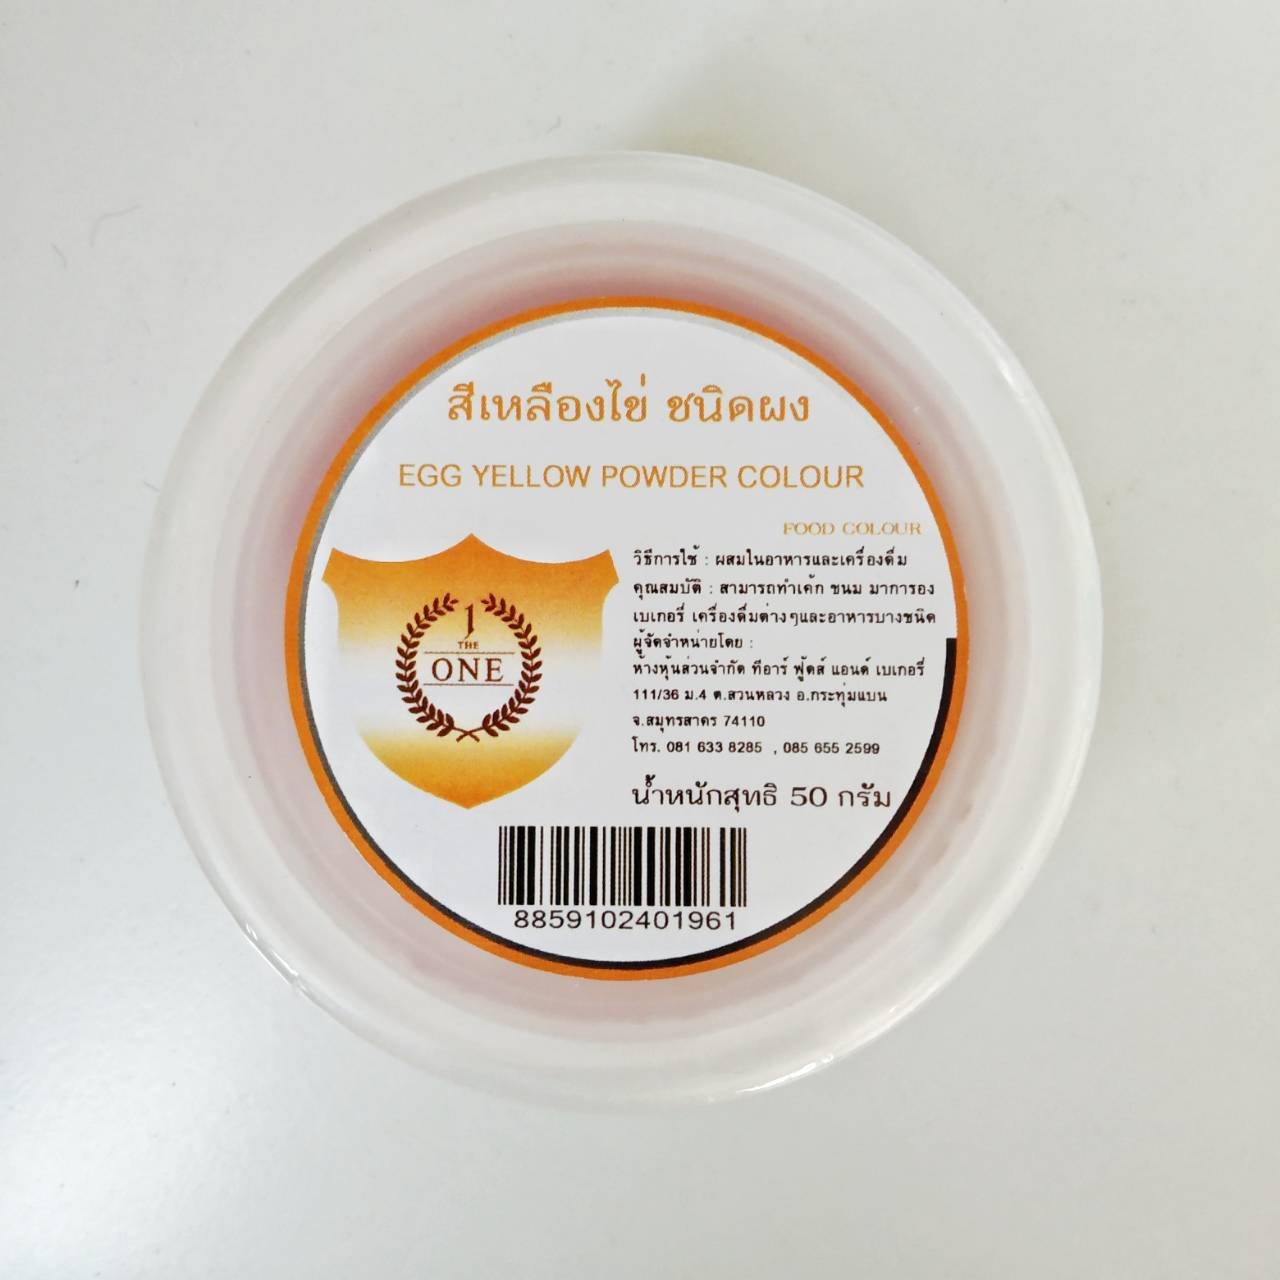 สีเหลืองไข่ ชนิดผง
EGG YELLOW POWDER COLOUR
FOOD COLOUR
วิธีการใช้ : ผสมในอาหารและเครื่องดื่ม
คุณสมบัติ : สามารถทำเค้ก ขนม มาการอง
เบเกอรี่ เครื่องดื่มต่างๆและอาหารบางชนิด
ผู้จัดจำหน่ายโดย :
ห้างหุ้นส่วนจำกัด ทีอาร์ ฟู้ดส์ แอนด์ เบเกอรี่
111/36 ม.4 ต.สวนหลวง อ.กระทุ่มแบน
จ.สมุทรสาคร 74110
โทร. 081 633 8285 , 085 655 2599
น้ำหนักสุทธิ 50 กรัม
1
THE
ONE
8859102401961